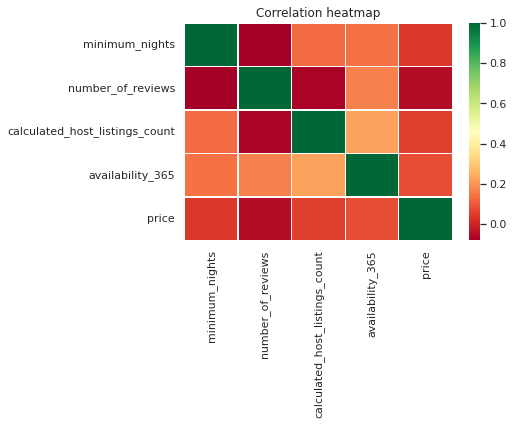 Correlation heatmap
minimum_nights
number_of_reviews
calculated_host_listings_count
availability_365
price
minimum_nights
number_of_reviews
calculated_host_listings_count
availability_365
price
1.0
0.8
0.6
0.4
0.2
0.0